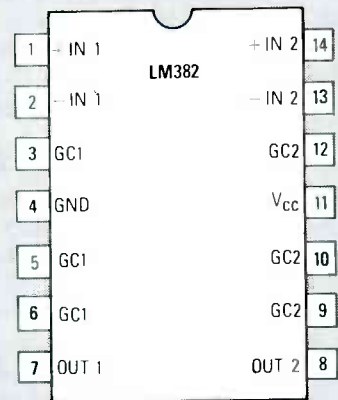 LM382
1 + IN 1
2 − IN 1
3 GC1
4 GND
5 GC1
6 GC1
7 OUT 1
+ IN 2 14
− IN 2 13
GC2 12
VCC 11
GC2 10
GC2 9
OUT 2 8